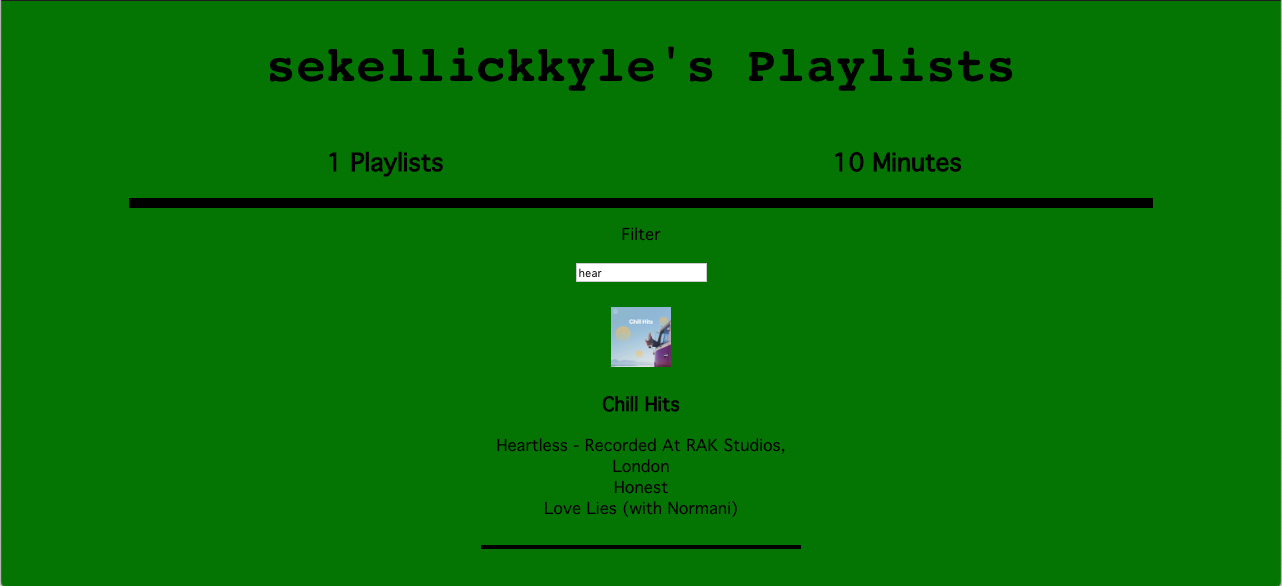 sekellickkyle's Playlists
1 Playlists
10 Minutes
Filter
hear
Chill Hits
Chill Hits
Heartless - Recorded At RAK Studios,
London
Honest
Love Lies (with Normani)